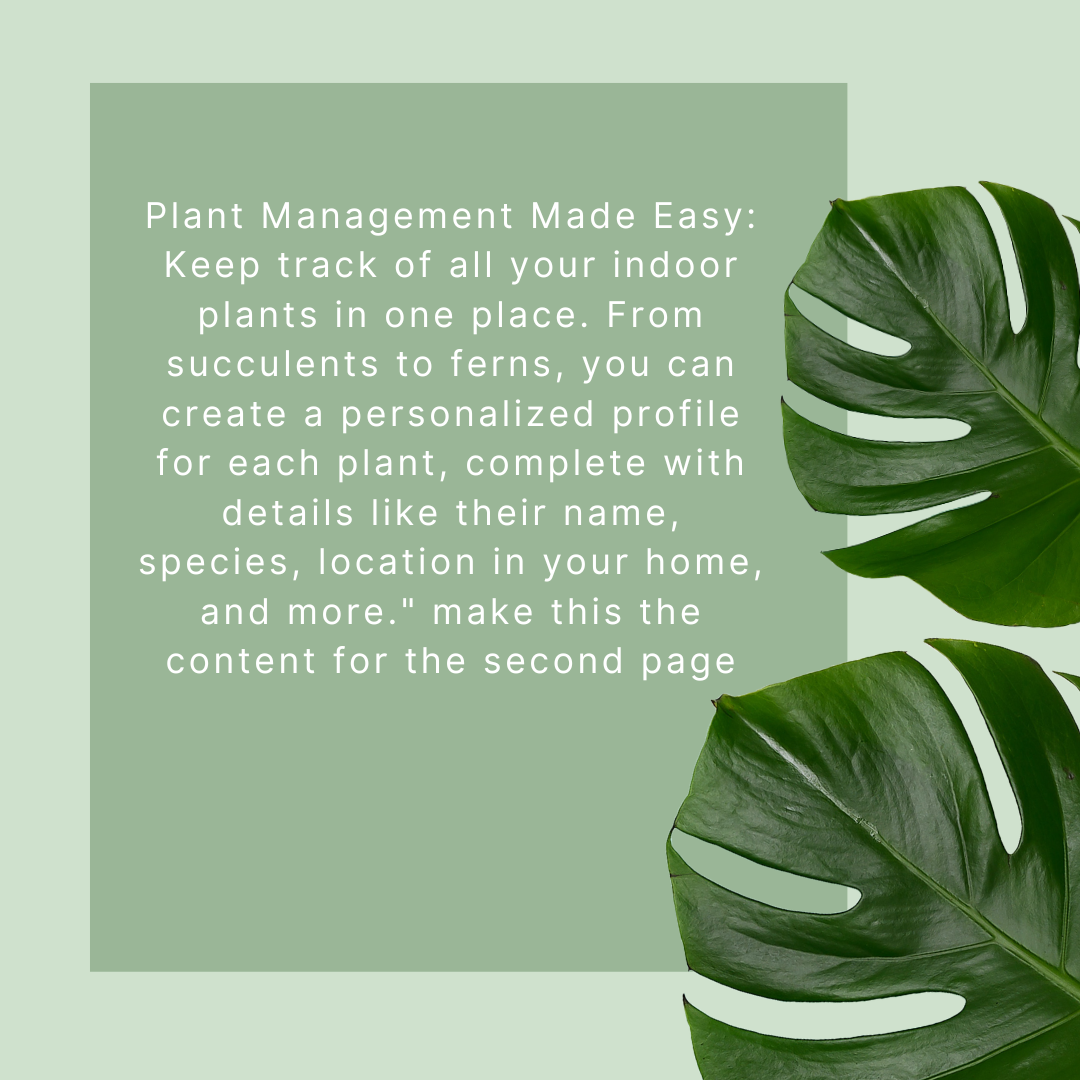 Plant Management Made Easy:
Keep track of all your indoor
plants in one place. From
succulents to ferns, you can
create a personalized profile
for each plant, complete with
details like their name,
species, location in your home,
and more." make this the
content for the second page